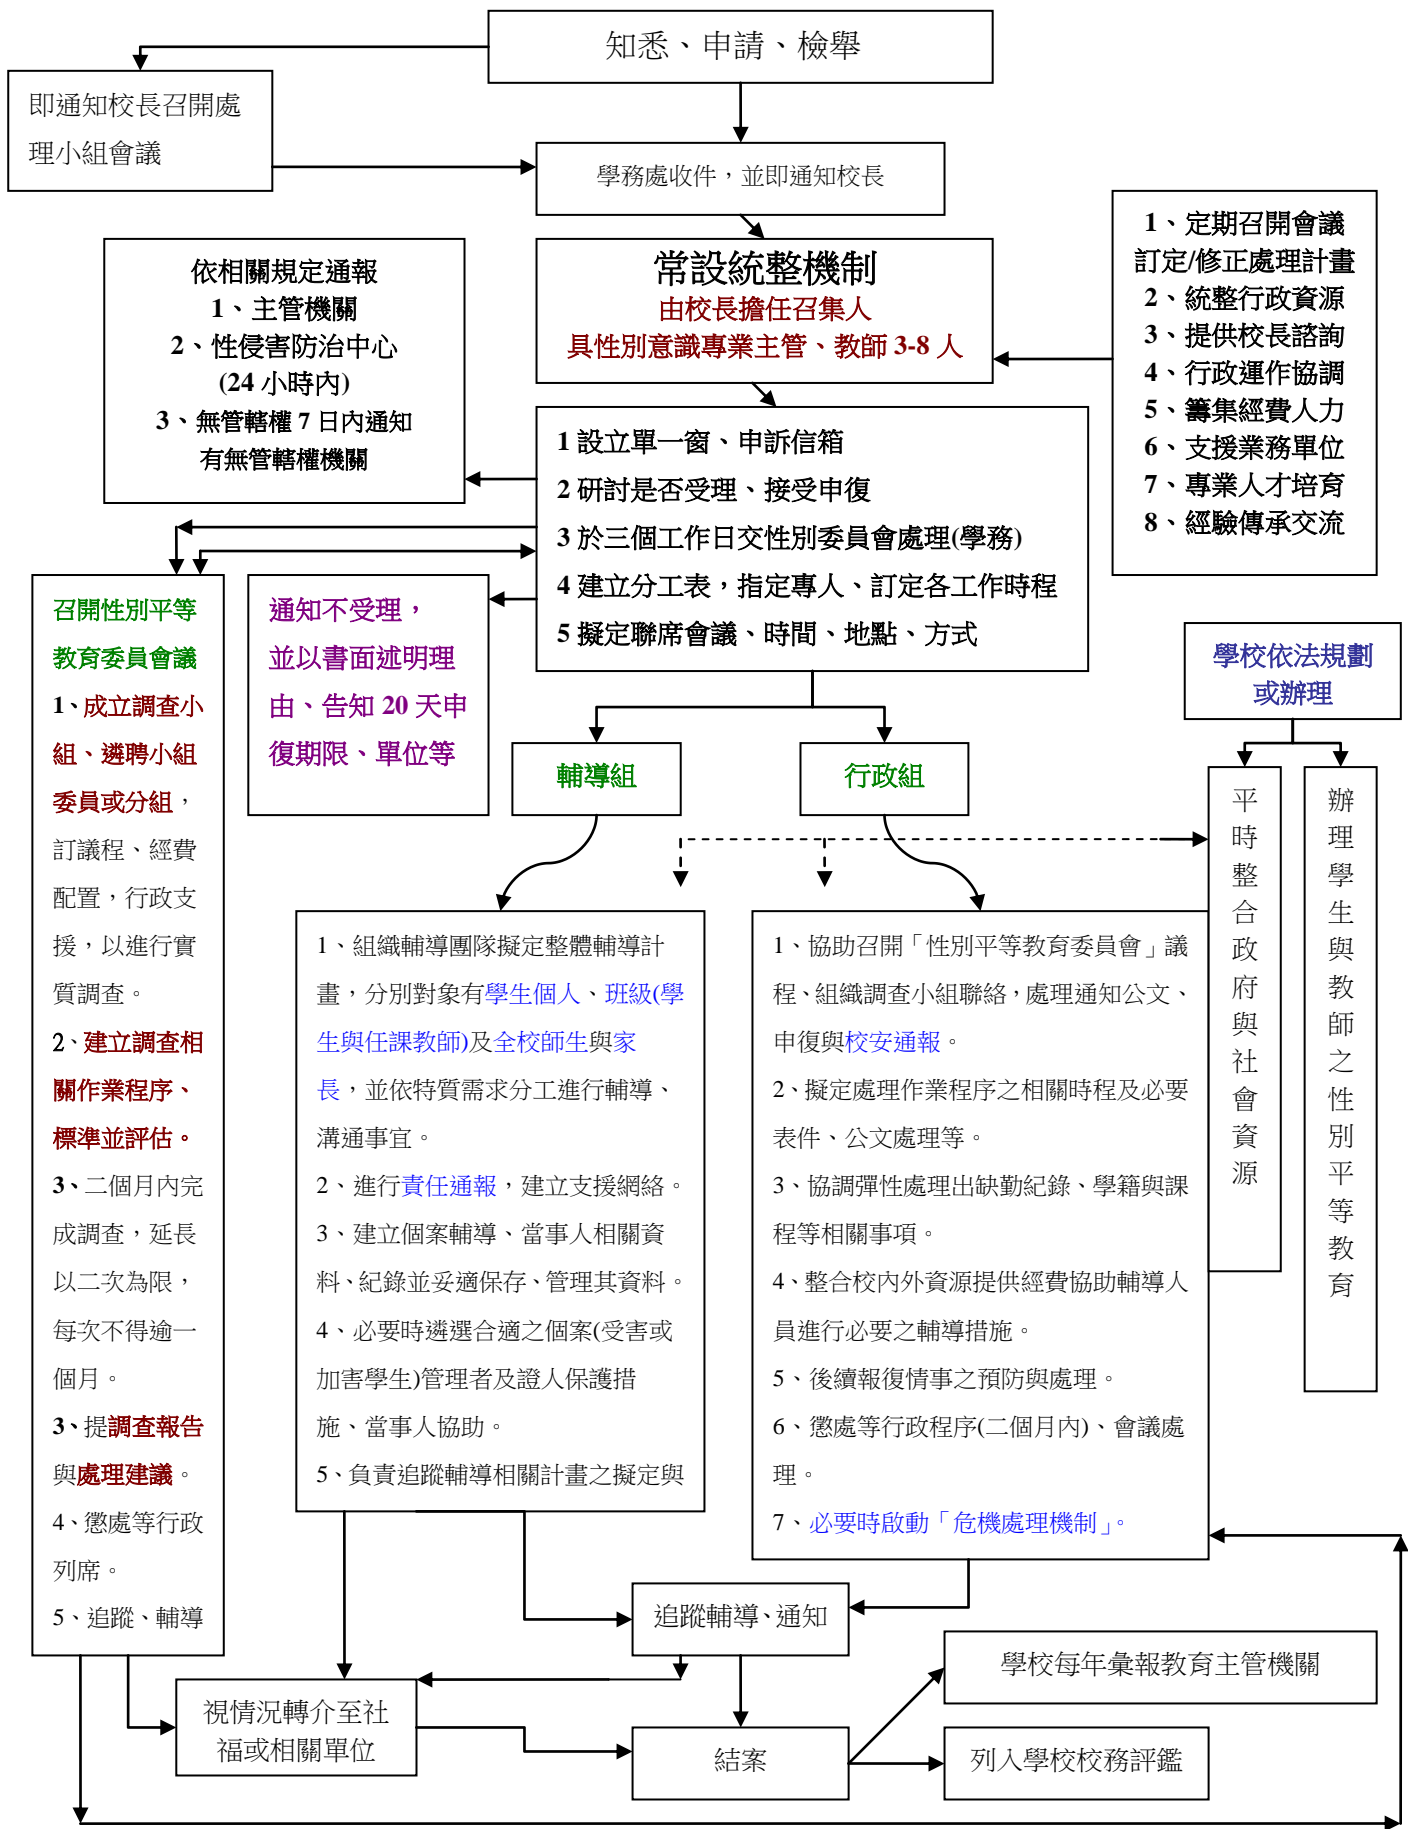 知悉、申請、檢舉
即通知校長召開處
理小組會議
學務處收件，並即通知校長
1、定期召開會議
訂定/修正處理計畫
2、統整行政資源
3、提供校長諮詢
4、行政運作協調
5、籌集經費人力
6、支援業務單位
7、專業人才培育
8、經驗傳承交流
依相關規定通報
1、主管機關
2、性侵害防治中心
(24 小時內)
3、無管轄權 7 日內通知
有無管轄權機關
常設統整機制
由校長擔任召集人
具性別意識專業主管、教師 3-8 人
1 設立單一窗、申訴信箱
2 研討是否受理、接受申復
3 於三個工作日交性別委員會處理(學務)
4 建立分工表，指定專人、訂定各工作時程
5 擬定聯席會議、時間、地點、方式
召開性別平等
教育委員會議
1、成立調查小
組、遴聘小組
委員或分組，
訂議程、經費
配置，行政支
援，以進行實
質調查。
2、建立調查相
關作業程序、
標準並評估。
3、二個月內完
成調查，延長
以二次為限，
每次不得逾一
個月。
3、提調查報告
與處理建議。
4、懲處等行政
列席。
5、追蹤、輔導
通知不受理，
並以書面述明理
由、告知 20 天申
復期限、單位等
學校依法規劃
或辦理
輔導組
行政組
平時整合政府與社會資源
辦理學生與教師之性別平等教育
1、組織輔導團隊擬定整體輔導計
畫，分別對象有學生個人、班級(學
生與任課教師)及全校師生與家
長，並依特質需求分工進行輔導、
溝通事宜。
2、進行責任通報，建立支援網絡。
3、建立個案輔導、當事人相關資
料、紀錄並妥適保存、管理其資料。
4、必要時遴選合適之個案(受害或
加害學生)管理者及證人保護措
施、當事人協助。
5、負責追蹤輔導相關計畫之擬定與
1、協助召開「性別平等教育委員會」議
程、組織調查小組聯絡，處理通知公文、
申復與校安通報。
2、擬定處理作業程序之相關時程及必要
表件、公文處理等。
3、協調彈性處理出缺勤紀錄、學籍與課
程等相關事項。
4、整合校內外資源提供經費協助輔導人
員進行必要之輔導措施。
5、後續報復情事之預防與處理。
6、懲處等行政程序(二個月內)、會議處
理。
7、必要時啟動「危機處理機制」。
追蹤輔導、通知
視情況轉介至社
福或相關單位
結案
學校每年彙報教育主管機關
列入學校校務評鑑